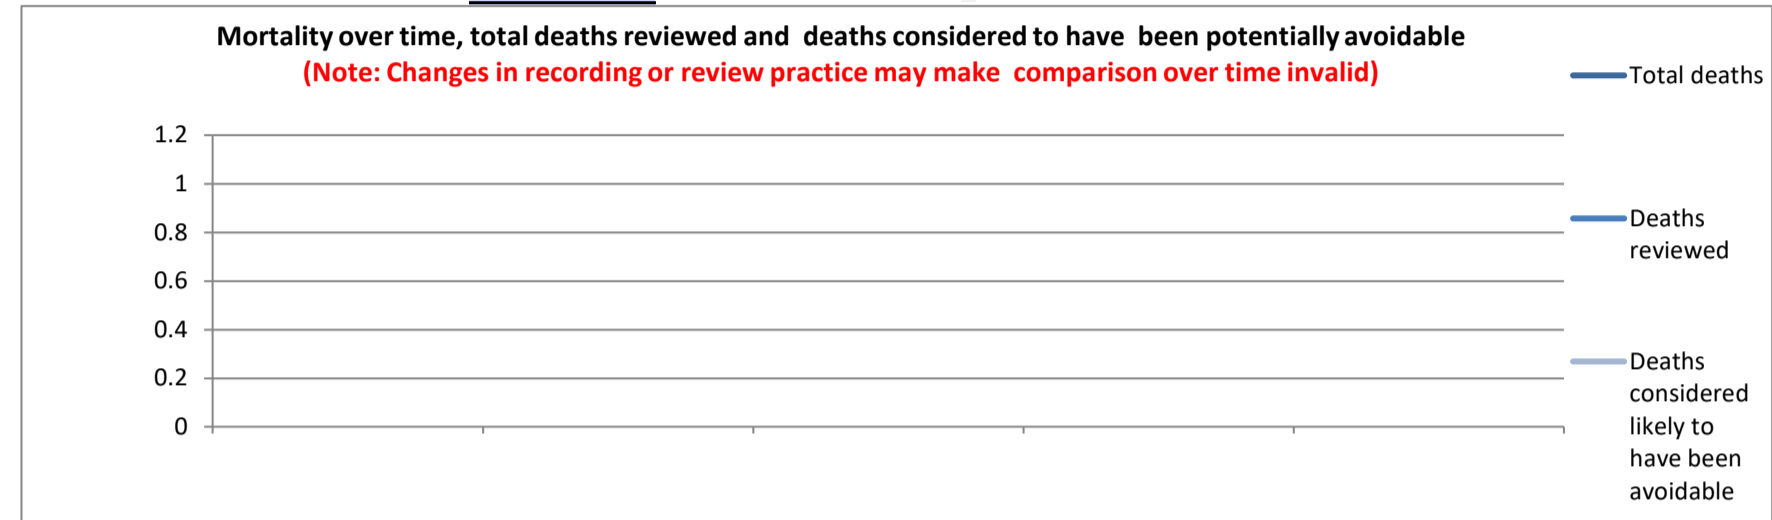 Mortality over time, total deaths reviewed and deaths considered to have been potentially avoidable
(Note: Changes in recording or review practice may make comparison over time invalid)
Total deaths
1.2
1
0.8
0.6
0.4
0.2
0
Deaths
reviewed
Deaths
considered
likely to
have been
avoidable